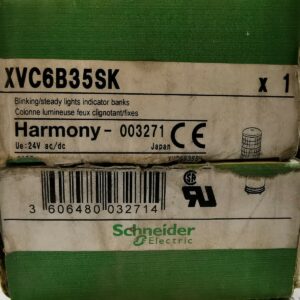 XVC6B35SK x 1
Blinking/steady lights indicator banks
Colonne lumineuse feux clignotant/fixes
Harmony - 003271 CE
Ue:24V ac/dc Japan
3 606480 032714
Schneider
Electric